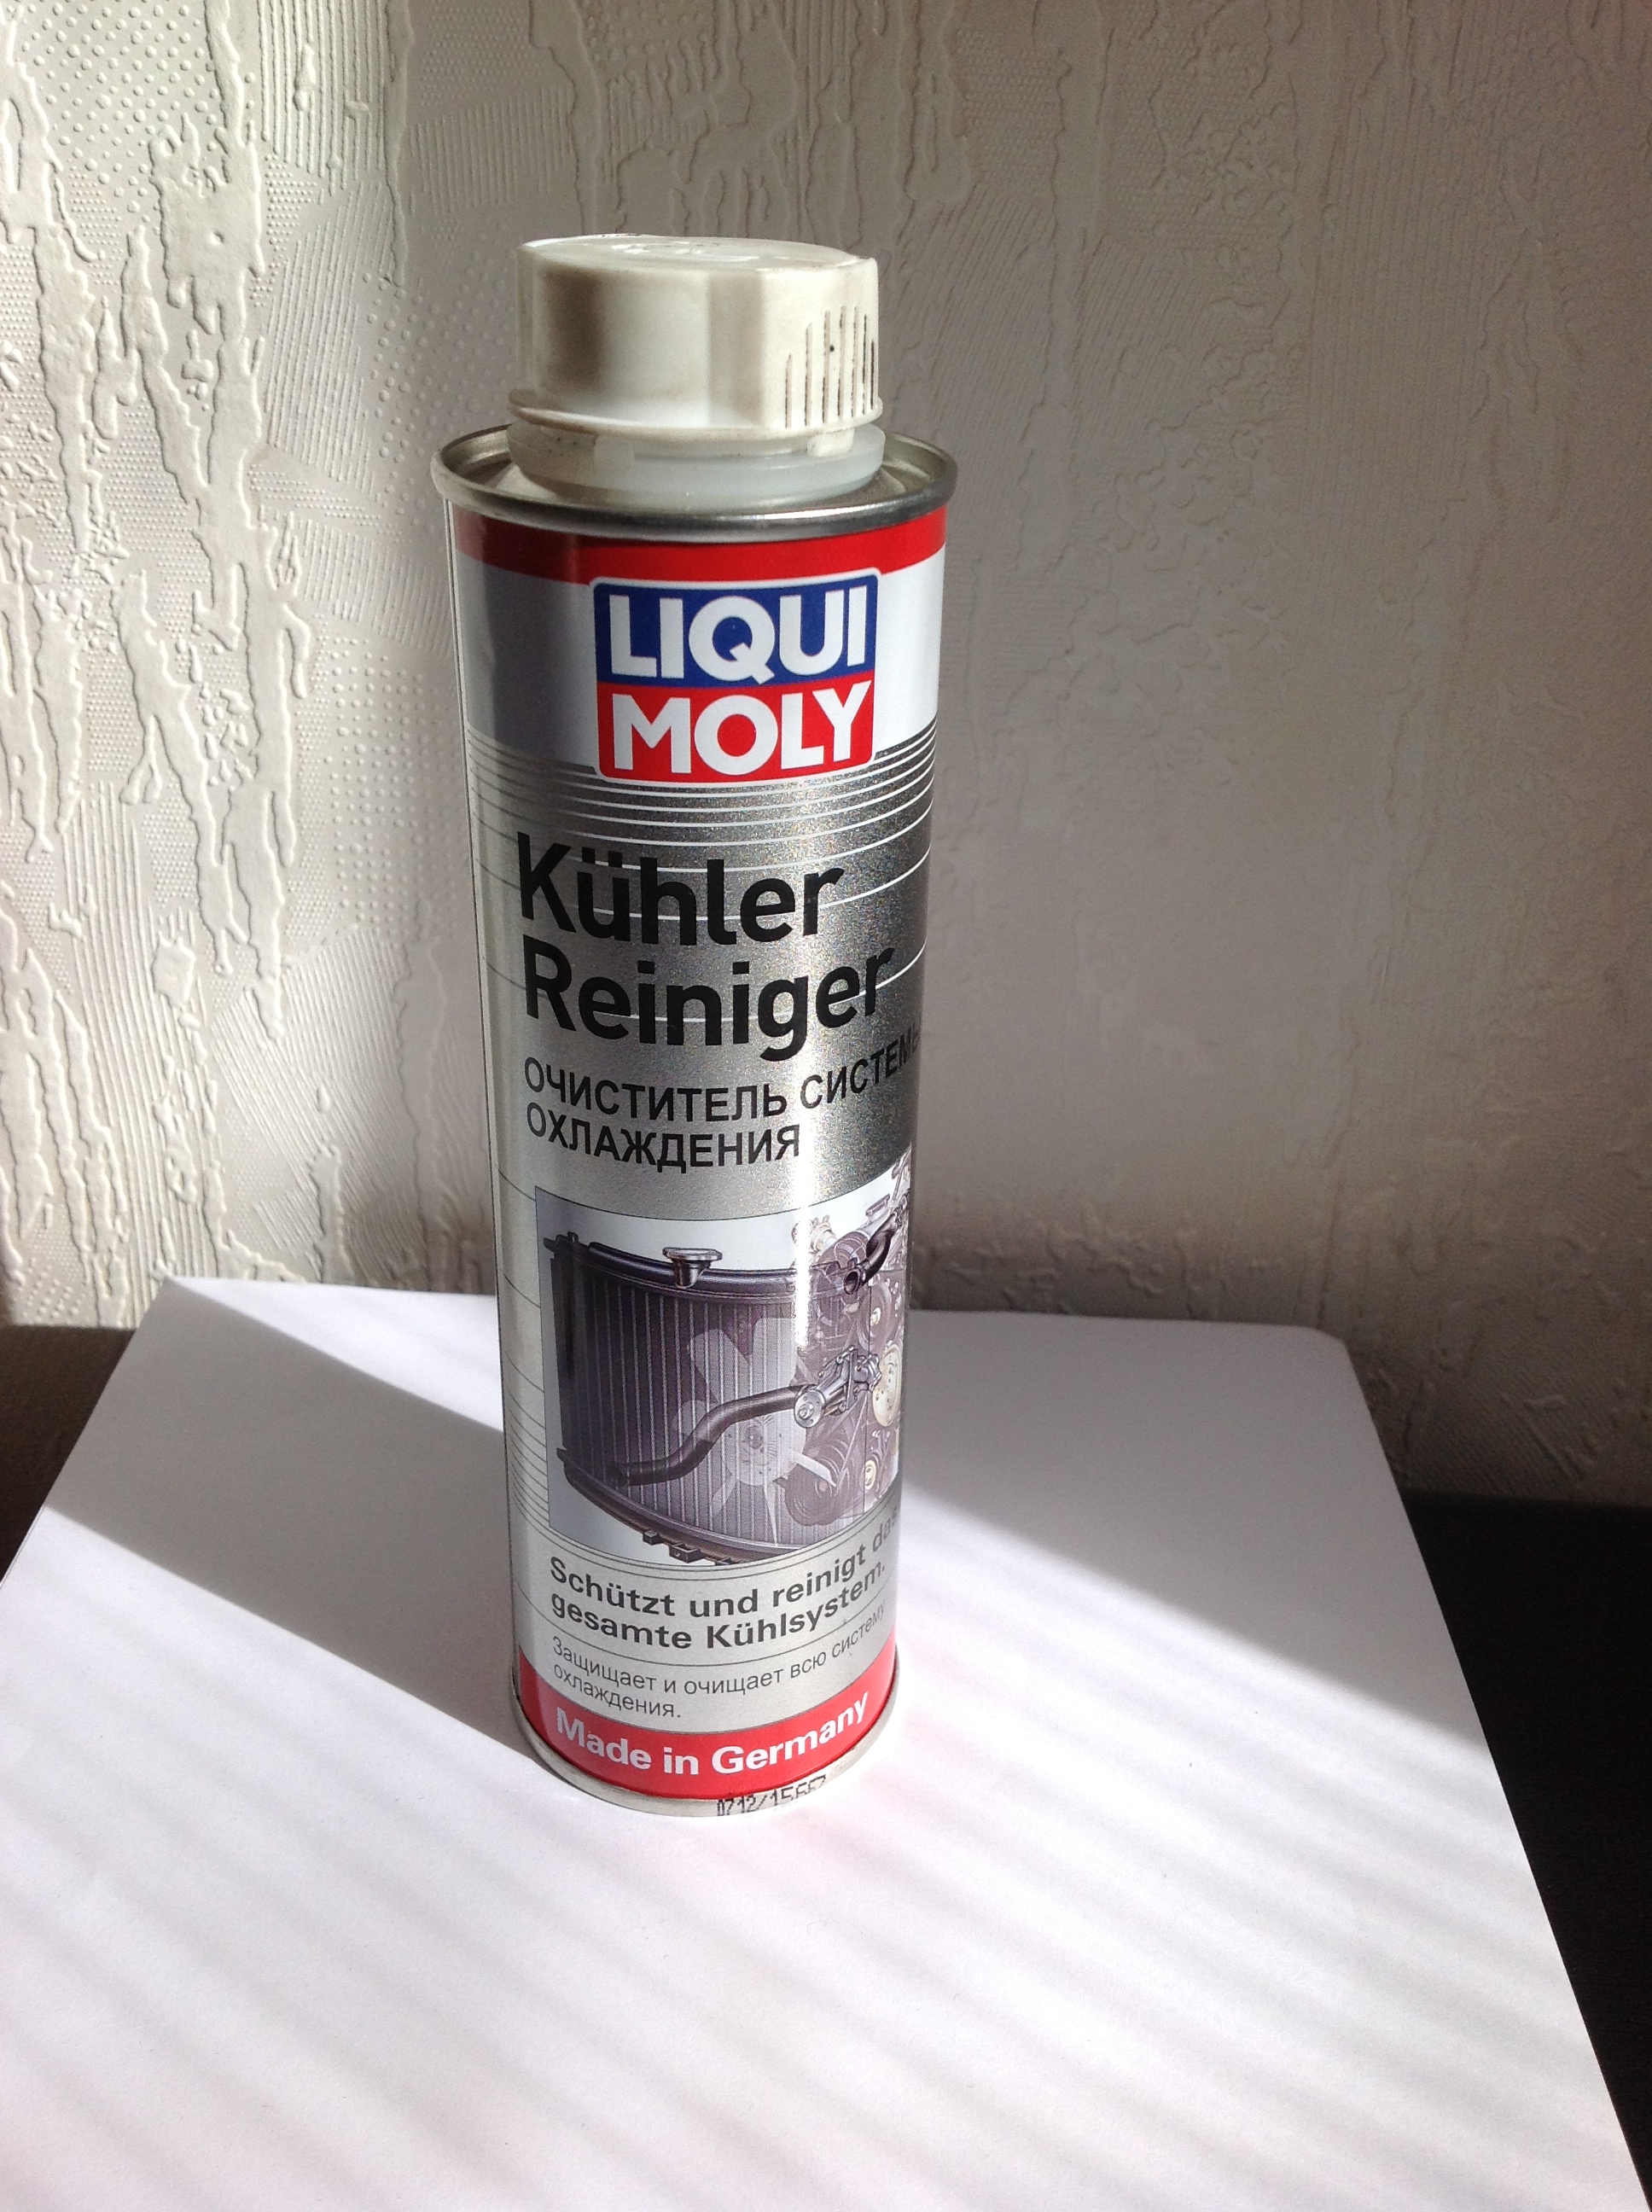 LIQUI
MOLY
Kühler
Reiniger
ОЧИСТИТЕЛЬ СИСТЕМЫ
ОХЛАЖДЕНИЯ
Schützt und reinigt das
gesamte Kühlsystem.
Защищает и очищает всю систему
охлаждения.
Made in Germany